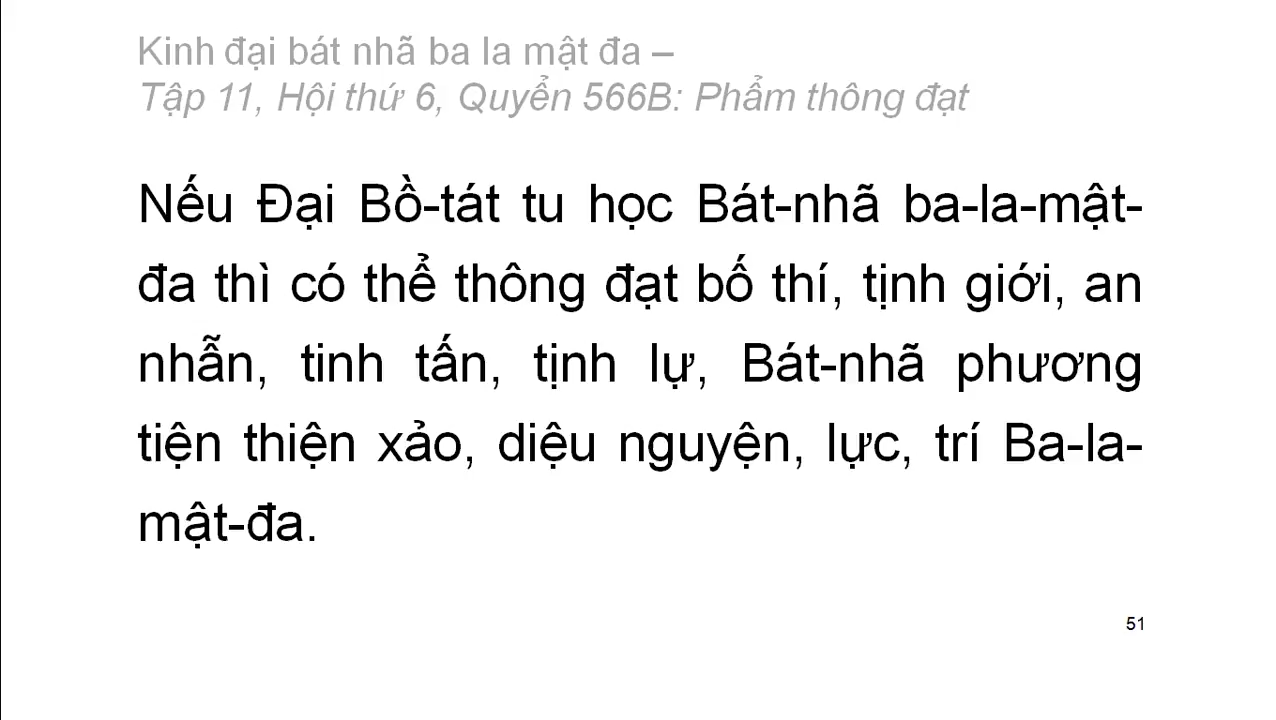 Kinh đại bát nhã ba la mật đa –
Tập 11, Hội thứ 6, Quyển 566B: Phẩm thông đạt
Nếu Đại Bồ-tát tu học Bát-nhã ba-la-mật-
đa thì có thể thông đạt bố thí, tịnh giới, an
nhẫn, tinh tấn, tịnh lự, Bát-nhã phương
tiện thiện xảo, diệu nguyện, lực, trí Ba-la-
mật-đa.
51